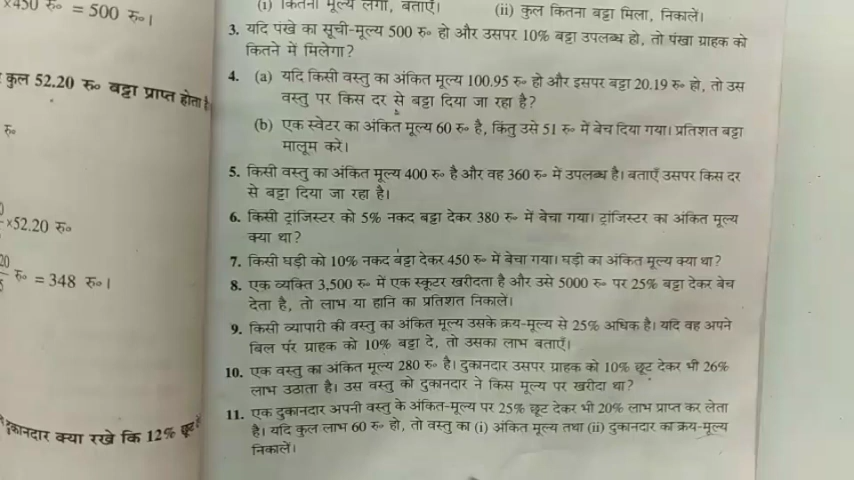 ×450 रु० = 500 रु०।
कुल 52.20 रु० बट्टा प्राप्त होता है
रु०
×52.20 रु०
20
रु० = 348 रु०।
दुकानदार क्या रखे कि 12% छूट
(i) कितना मूल्य लगा, बताएँ। (ii) कुल कितना बट्टा मिला, निकालें।
3. यदि पंखे का सूची-मूल्य 500 रु० हो और उसपर 10% बट्टा उपलब्ध हो, तो पंखा ग्राहक को
कितने में मिलेगा?
4. (a) यदि किसी वस्तु का अंकित मूल्य 100.95 रु० हो और इसपर बट्टा 20.19 रु० हो, तो उस
वस्तु पर किस दर से बट्टा दिया जा रहा है?
(b) एक स्वेटर का अंकित मूल्य 60 रु० है, किंतु उसे 51 रु० में बेच दिया गया। प्रतिशत बट्टा
मालूम करें।
5. किसी वस्तु का अंकित मूल्य 400 रु० है और वह 360 रु० में उपलब्ध है। बताएँ उसपर किस दर
से बट्टा दिया जा रहा है।
6. किसी ट्रांजिस्टर को 5% नकद बट्टा देकर 380 रु० में बेचा गया। ट्रांजिस्टर का अंकित मूल्य
क्या था?
7. किसी घड़ी को 10% नकद बट्टा देकर 450 रु० में बेचा गया। घड़ी का अंकित मूल्य क्या था?
8. एक व्यक्ति 3,500 रु० में एक स्कूटर खरीदता है और उसे 5000 रु० पर 25% बट्टा देकर बेच
देता है, तो लाभ या हानि का प्रतिशत निकालें।
9. किसी व्यापारी की वस्तु का अंकित मूल्य उसके क्रय-मूल्य से 25% अधिक है। यदि वह अपने
बिल पर ग्राहक को 10% बट्टा दे, तो उसका लाभ बताएँ।
10. एक वस्तु का अंकित मूल्य 280 रु० है। दुकानदार उसपर ग्राहक को 10% छूट देकर भी 26%
लाभ उठाता है। उस वस्तु को दुकानदार ने किस मूल्य पर खरीदा था?
11. एक दुकानदार अपनी वस्तु के अंकित-मूल्य पर 25% छूट देकर भी 20% लाभ प्राप्त कर लेता
है। यदि कुल लाभ 60 रु० हो, तो वस्तु का (i) अंकित मूल्य तथा (ii) दुकानदार का क्रय-मूल्य
निकालें।